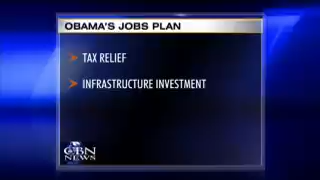 OBAMA'S JOBS PLAN
TAX RELIEF
INFRASTRUCTURE INVESTMENT
CBN
NEWS